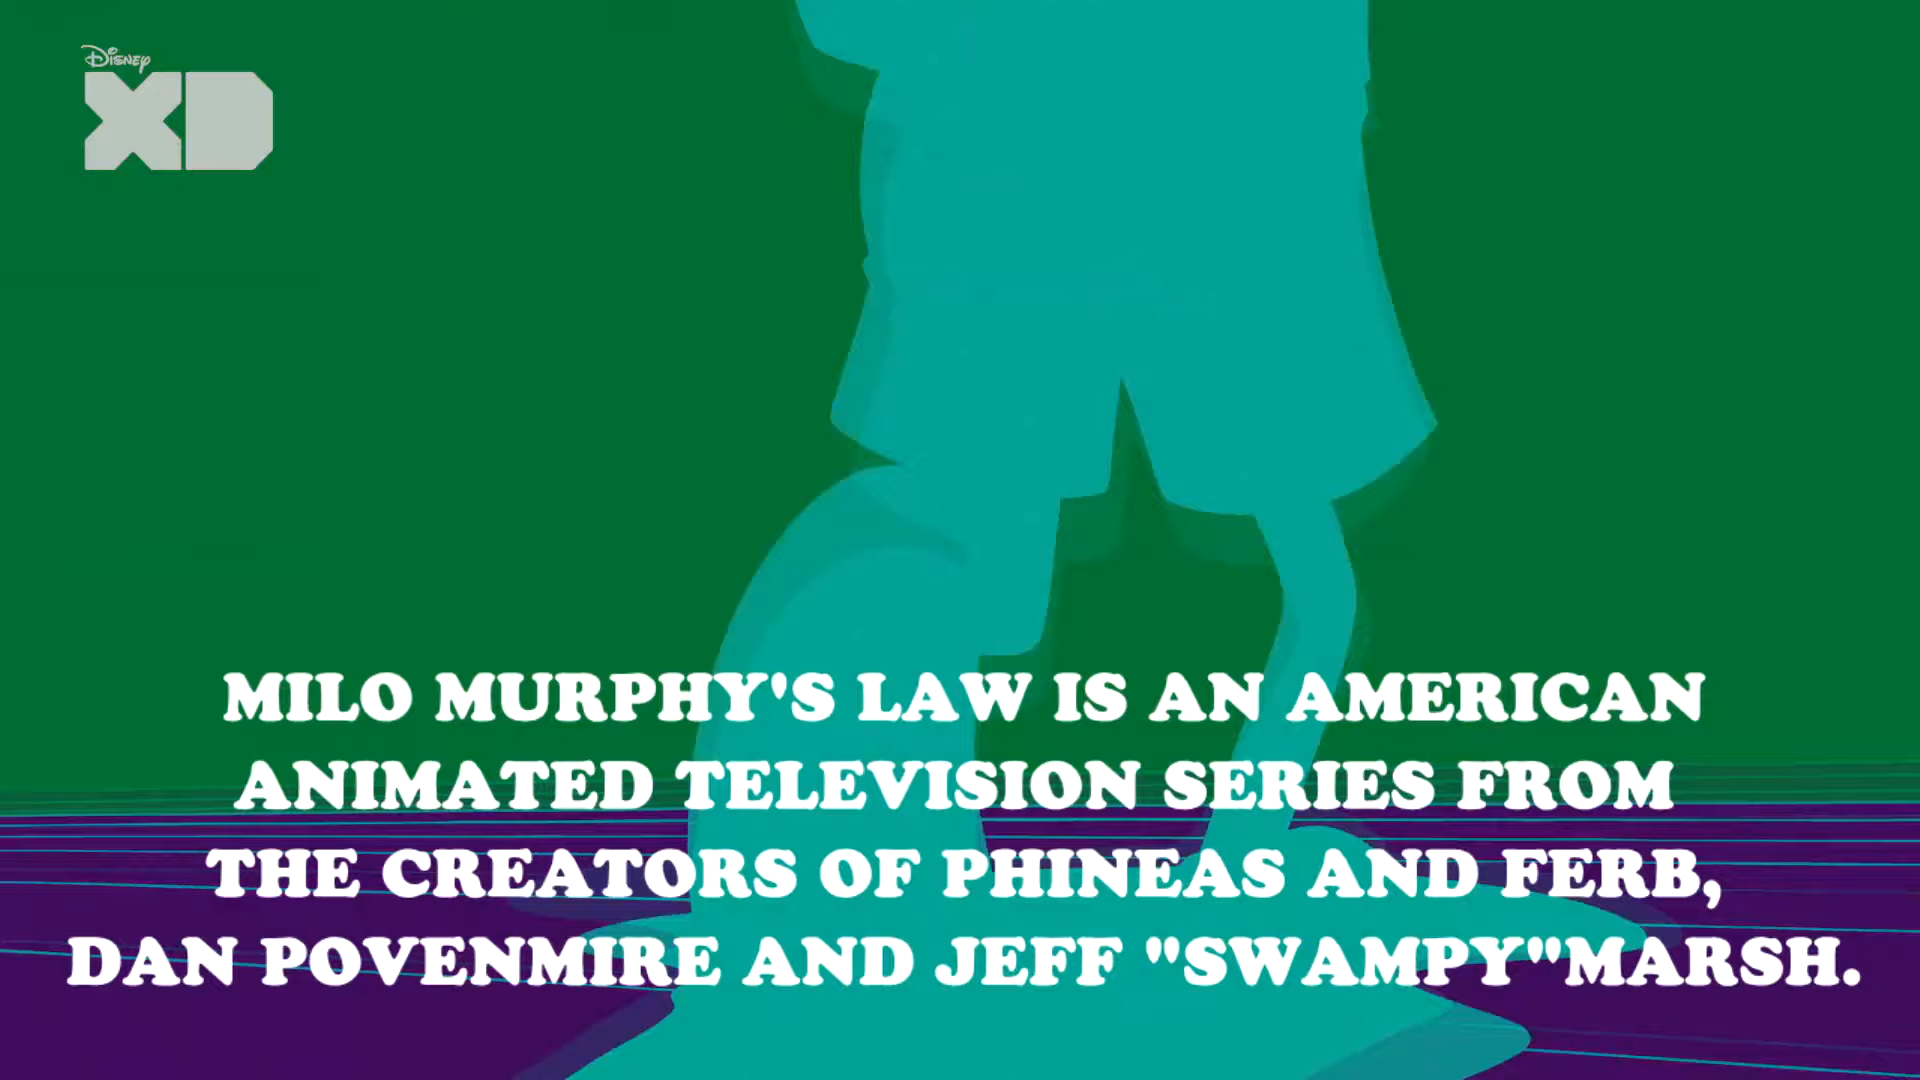 Disney
XD
MILO MURPHY'S LAW IS AN AMERICAN
ANIMATED TELEVISION SERIES FROM
THE CREATORS OF PHINEAS AND FERB,
DAN POVENMIRE AND JEFF "SWAMPY"MARSH.